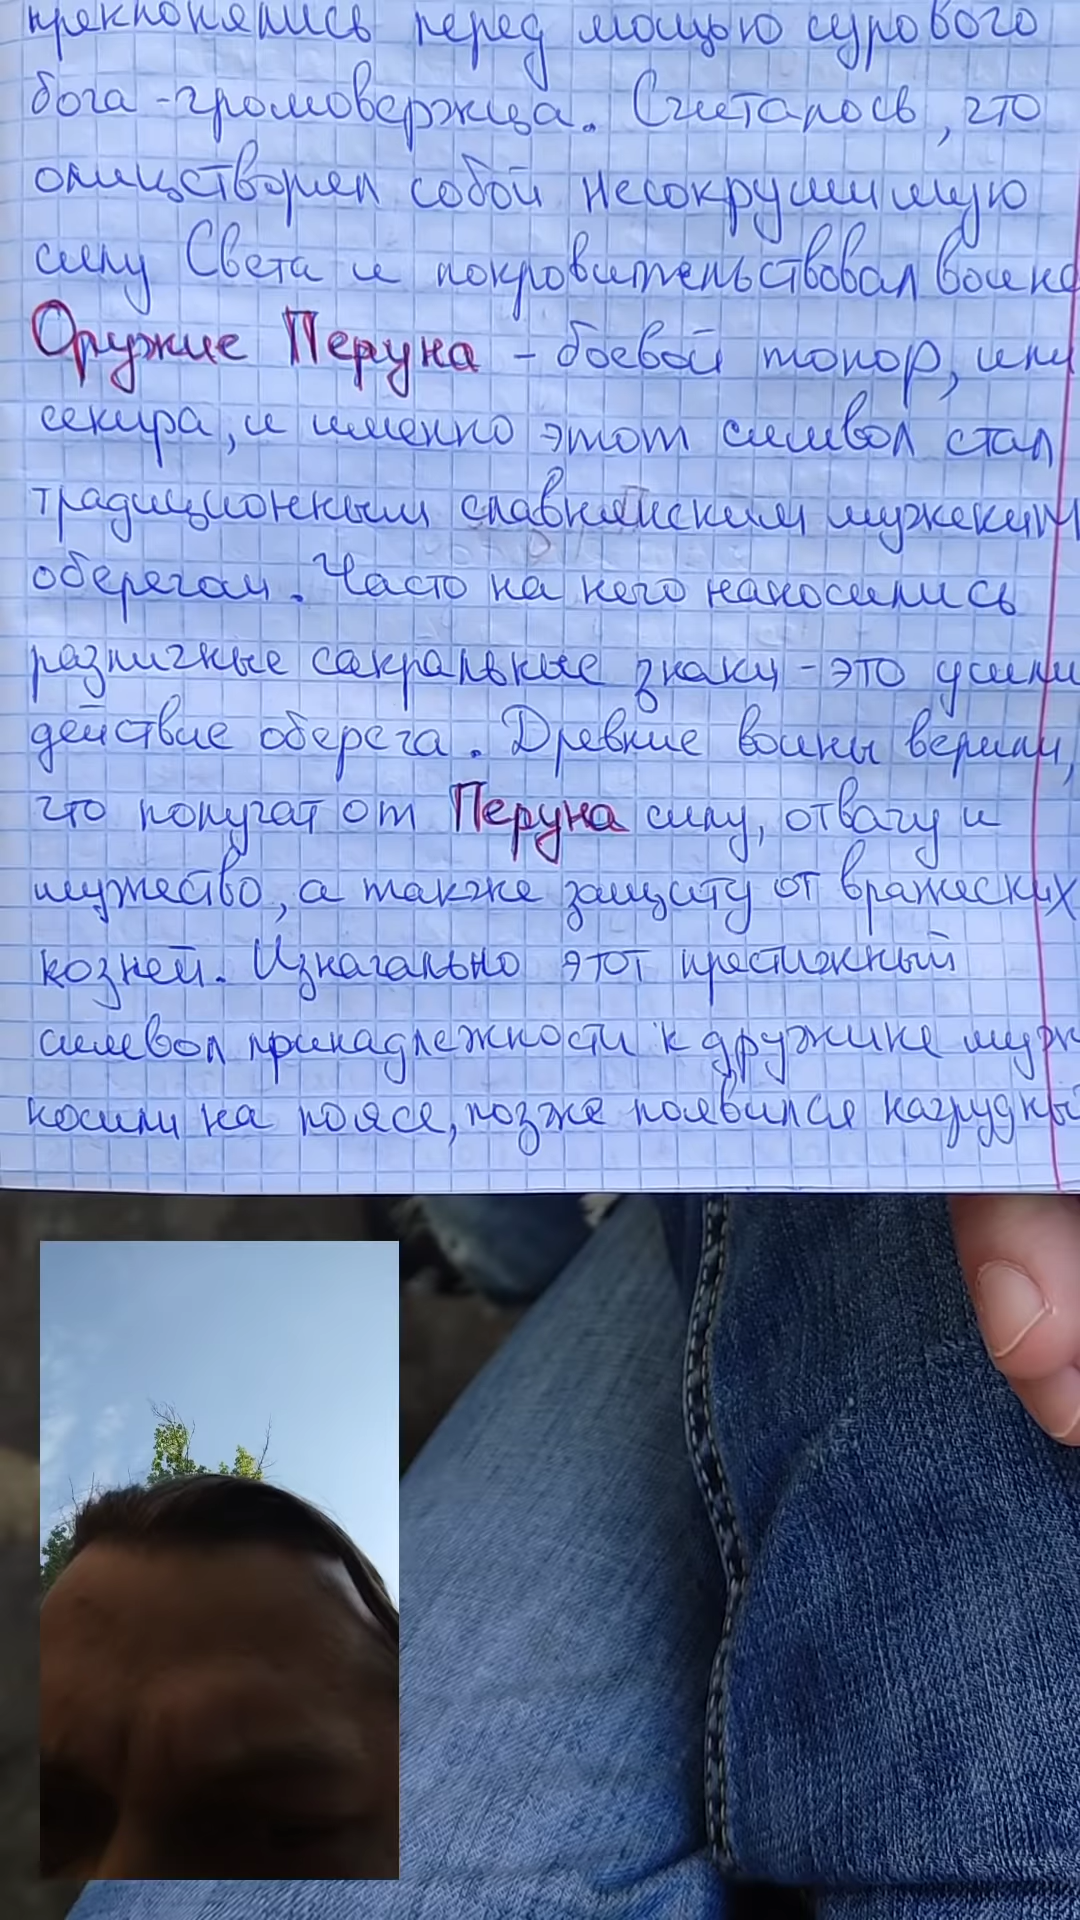 преклонялись перед мощью сурового
бога-громовержца. Считалось, что
олицетворял собой несокрушимую
силу Света и покровительствовал воина
Оружие Перуна - боевой топор, или
секира, и именно этот символ стал
традиционным славянским мужским
оберегом. Часто на него наносились
различные сакральные знаки - это усили
действие оберега. Древние воины верили,
что получат от Перуна силу, отвагу и
мужество, а также защиту от вражеских
козней. Изначально этот престижный
символ принадлежности к дружине муж
носили на поясе, позже появился нагрудны